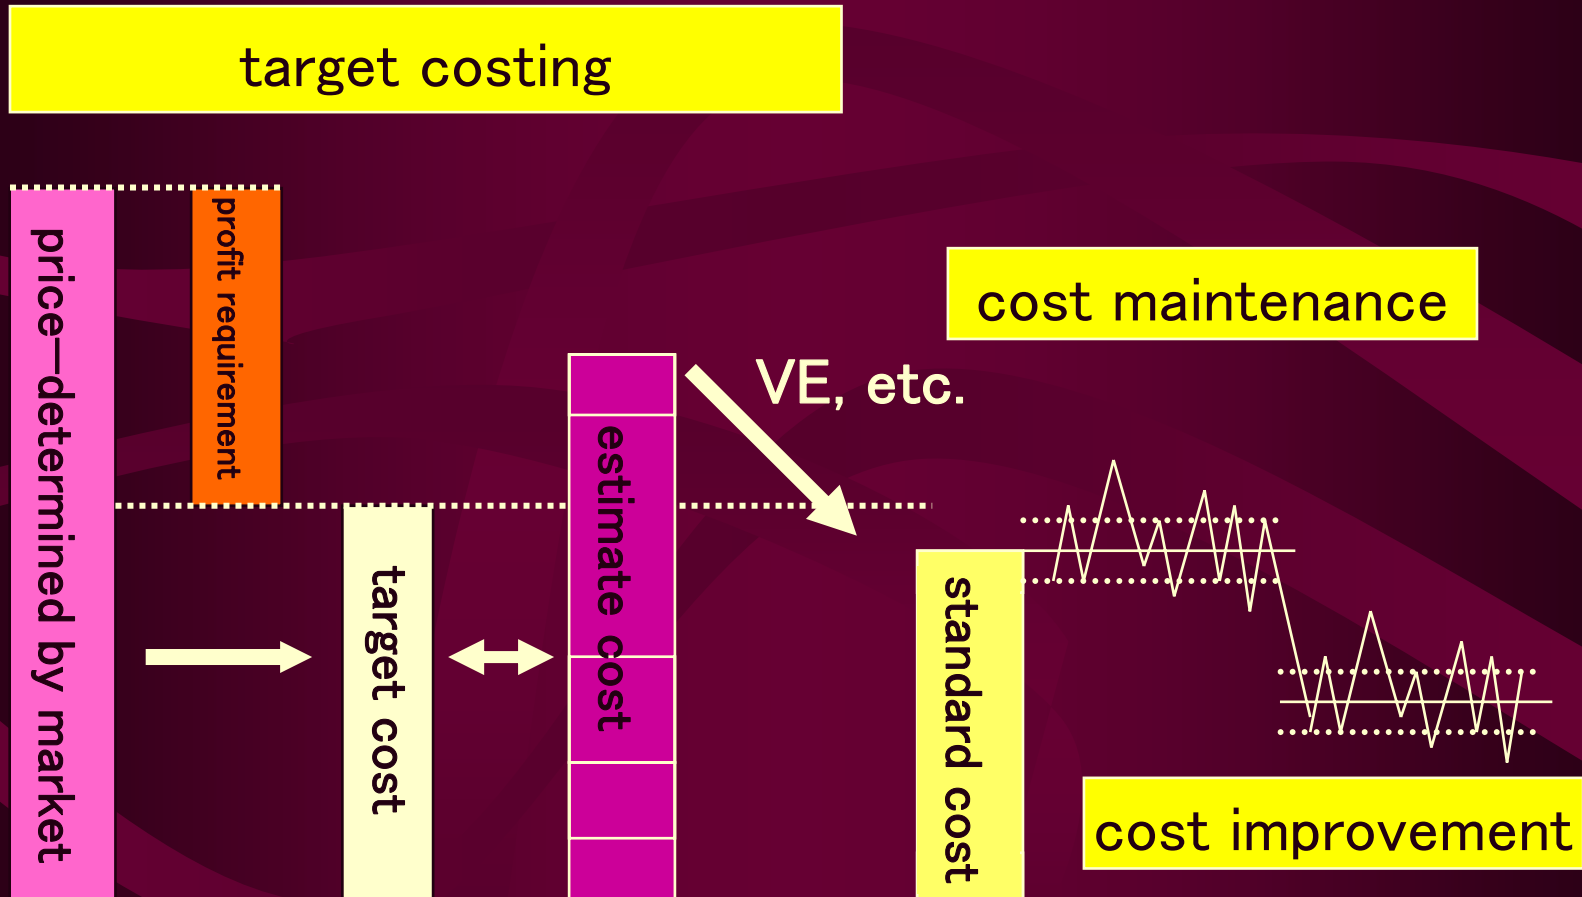 target costing
price—determined by market
profit requirement
target cost
estimate cost
VE, etc.
standard cost
cost maintenance
cost improvement